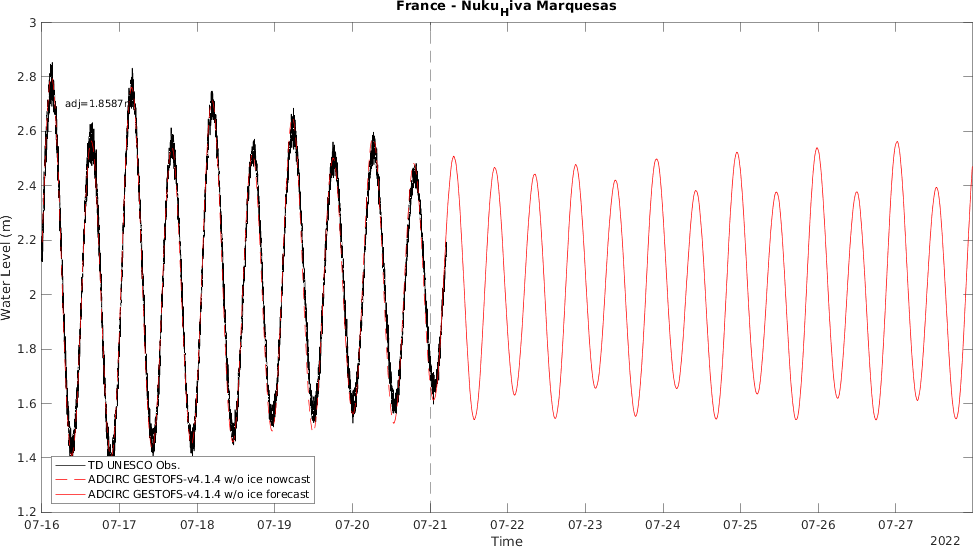 France - Nuku Hiva Marquesas
3
2.8
2.6
2.4
2.2
2
1.8
1.6
1.4
1.2
Water Level (m)
adj=1.8587m
TD UNESCO Obs.
ADCIRC GESTOFS-v4.1.4 w/o ice nowcast
ADCIRC GESTOFS-v4.1.4 w/o ice forecast
07-16 07-17 07-18 07-19 07-20 07-21 07-22 07-23 07-24 07-25 07-26 07-27
Time
2022